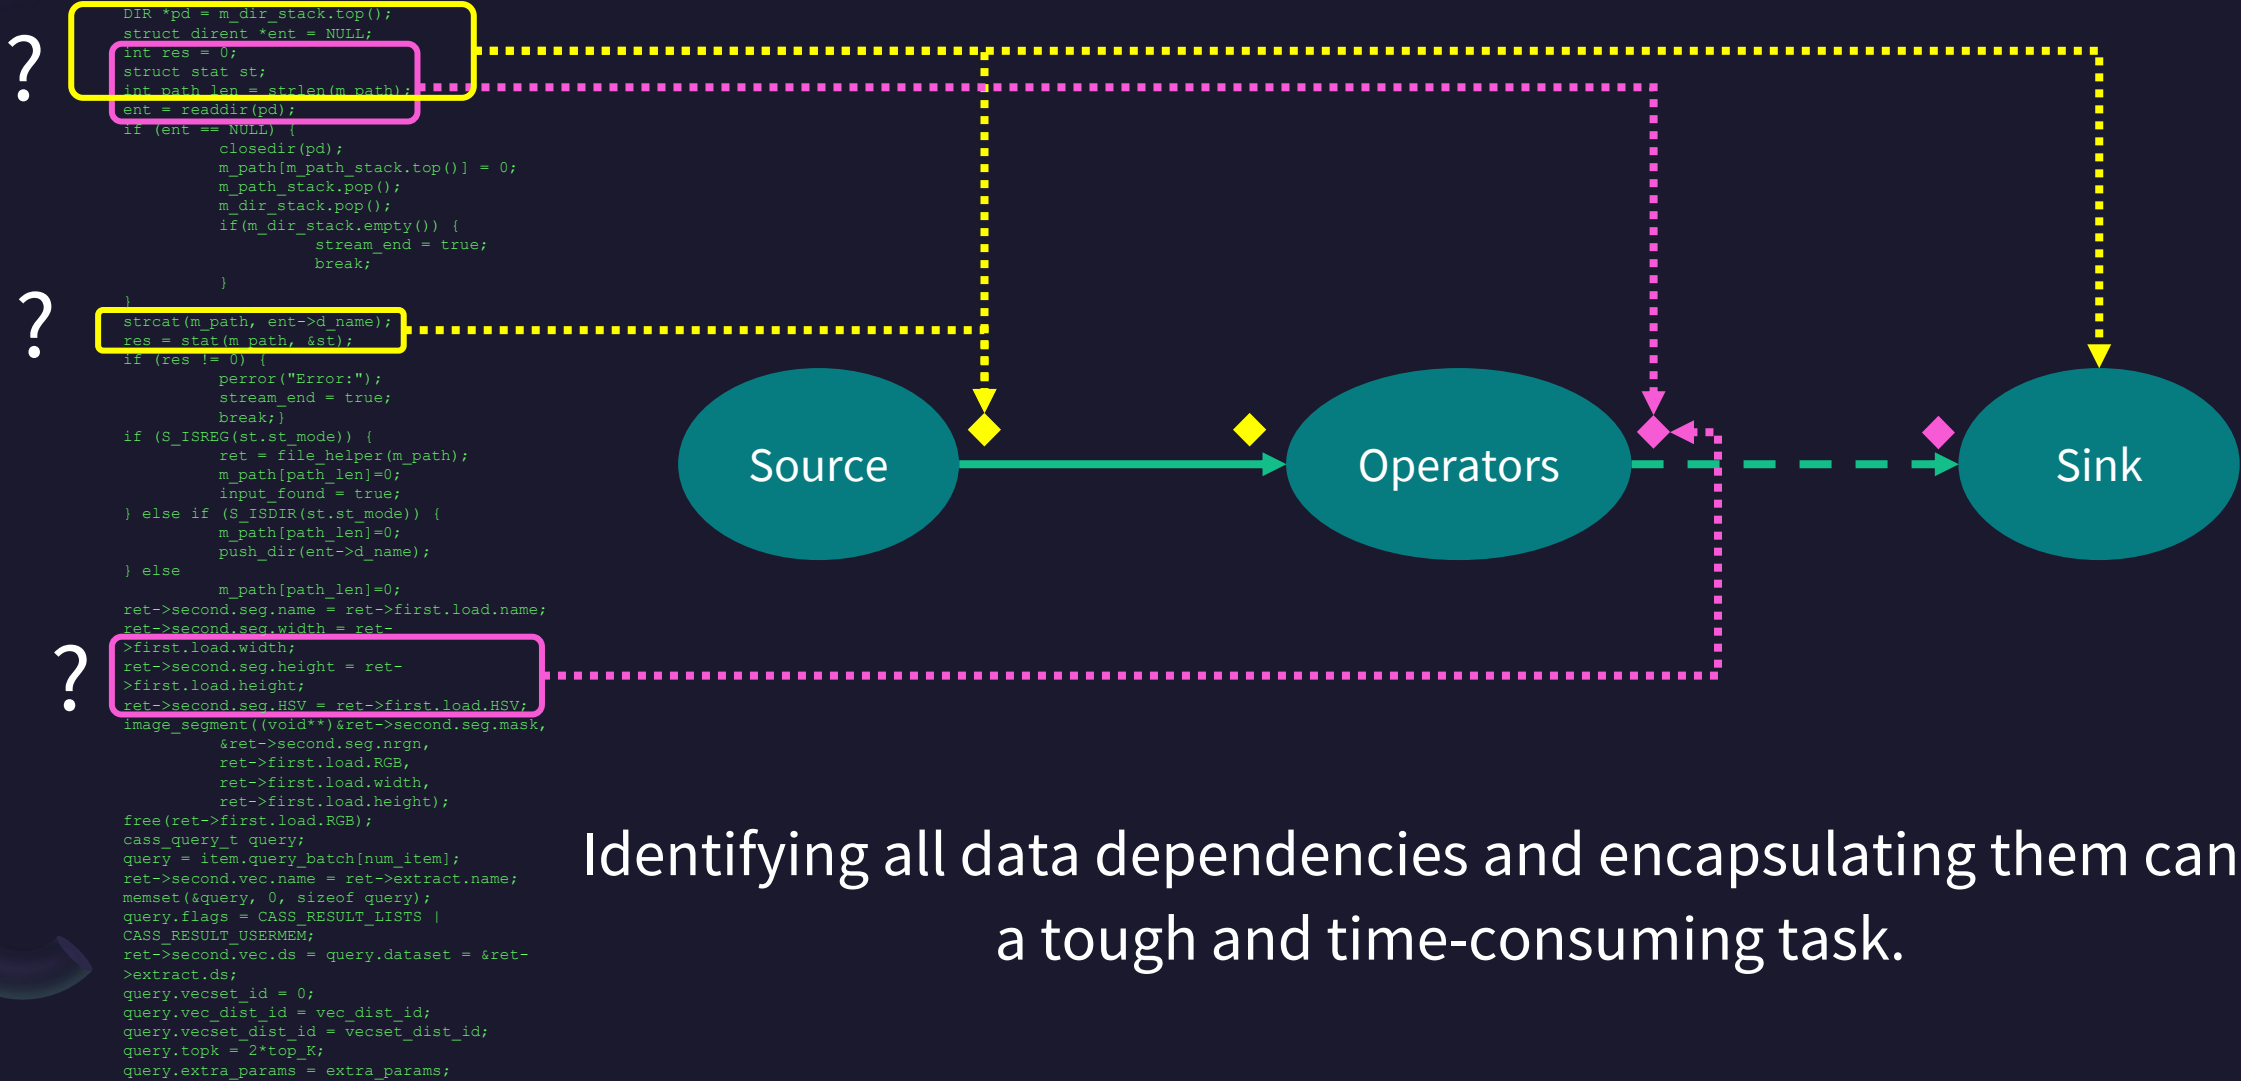 ?
DIR *pd = m_dir_stack.top();
struct dirent *ent = NULL;
int res = 0;
struct stat st;
int path_len = strlen(m_path);
ent = readdir(pd);
if (ent == NULL) {
closedir(pd);
m_path[m_path_stack.top()] = 0;
m_path_stack.pop();
m_dir_stack.pop();
if(m_dir_stack.empty()) {
stream_end = true;
break;
}
}
?
strcat(m_path, ent->d_name);
res = stat(m_path, &st);
if (res != 0) {
perror("Error:");
stream_end = true;
break;}
if (S_ISREG(st.st_mode)) {
ret = file_helper(m_path);
m_path[path_len]=0;
input_found = true;
} else if (S_ISDIR(st.st_mode)) {
m_path[path_len]=0;
push_dir(ent->d_name);
} else
m_path[path_len]=0;
ret->second.seg.name = ret->first.load.name;
ret->second.seg.width = ret-
>first.load.width;
?
ret->second.seg.height = ret-
>first.load.height;
ret->second.seg.HSV = ret->first.load.HSV;
image_segment((void**)&ret->second.seg.mask,
&ret->second.seg.nrgn,
ret->first.load.RGB,
ret->first.load.width,
ret->first.load.height);
free(ret->first.load.RGB);
cass_query_t query;
query = item.query_batch[num_item];
ret->second.vec.name = ret->extract.name;
memset(&query, 0, sizeof query);
query.flags = CASS_RESULT_LISTS |
CASS_RESULT_USERMEM;
ret->second.vec.ds = query.dataset = &ret-
>extract.ds;
query.vecset_id = 0;
query.vec_dist_id = vec_dist_id;
query.vecset_dist_id = vecset_dist_id;
query.topk = 2*top_K;
query.extra_params = extra_params;
Source
Operators
Sink
Identifying all data dependencies and encapsulating them can
a tough and time-consuming task.